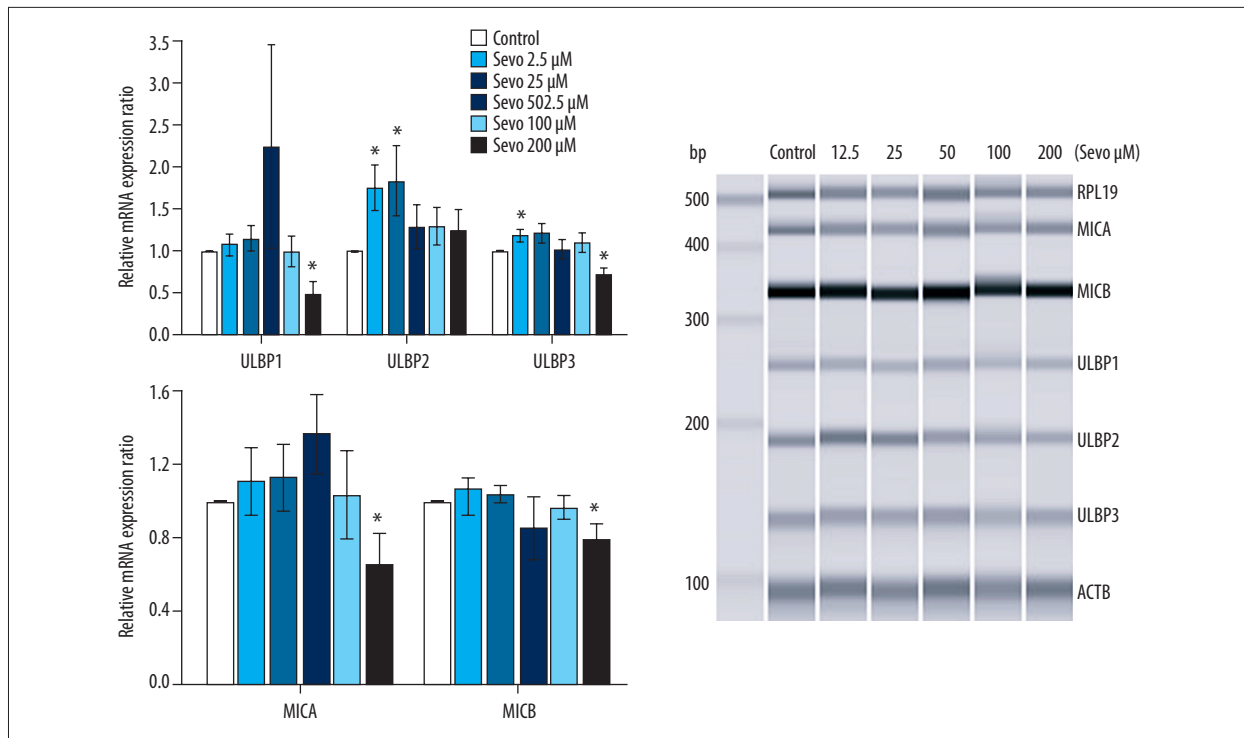 Control
Sevo 2.5 µM
Sevo 25 µM
Sevo 502.5 µM
Sevo 100 µM
Sevo 200 µM
Relative mRNA expression ratio
3.5
3.0
2.5
2.0
1.5
1.0
0.5
0.0
* * * * *
ULBP1 ULBP2 ULBP3
Relative mRNA expression ratio
1.6
1.2
0.8
0.4
0.0
* *
MICA MICB
bp Control 12.5 25 50 100 200 (Sevo µM)
500 RPL19
400 MICA
MICB
300
ULBP1
200
ULBP2
ULBP3
100 ACTB